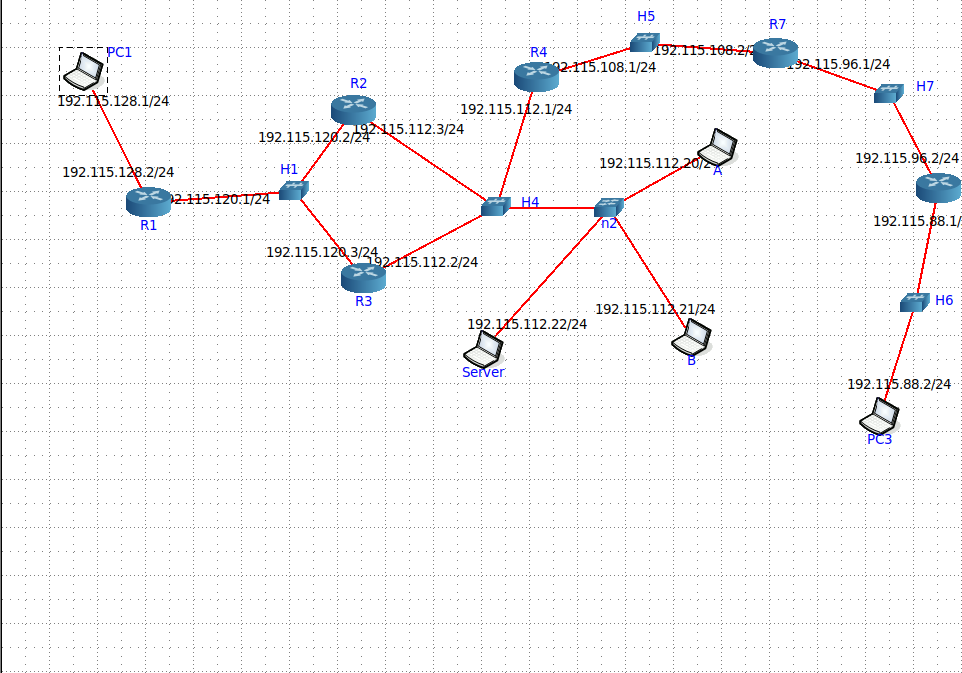 H5
R7
PC1
R4
192.115.108.2/2
192.115.96.1/24
92.115.108.1/24
R2
H7
192.115.128.1/24
192.115.112.1/24
192.115.112.3/24
192.115.120.2/24
192.115.96.2/24
192.115.112.20/2
A
H1
192.115.128.2/24
2.115.120.1/24
H4
R1
n2
192.115.88.1/
192.115.120.3/24
192.115.112.2/24
R3
H6
192.115.112.21/24
192.115.112.22/24
B
Server
192.115.88.2/24
PC3